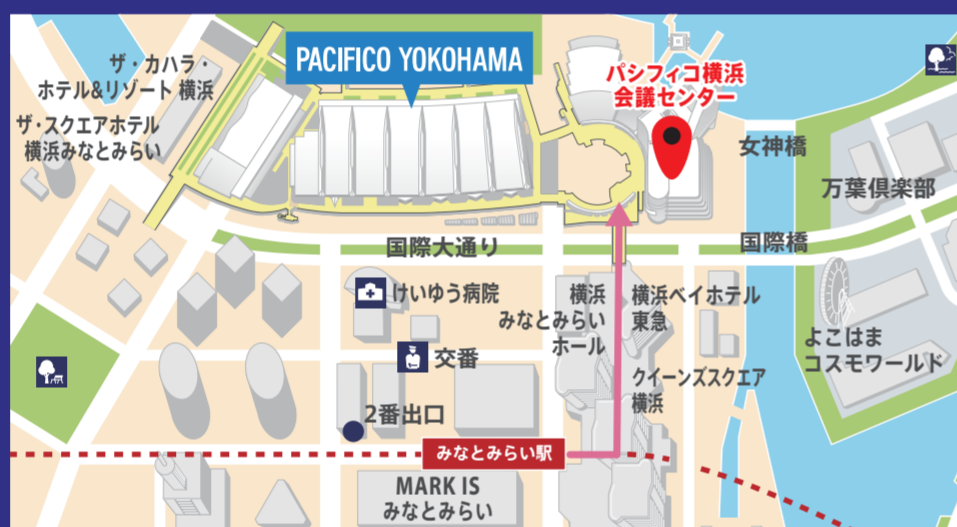 PACIFICO YOKOHAMA
ザ・カハラ・
ホテル&リゾート 横浜
ザ・スクエアホテル
横浜みなとみらい
パシフィコ横浜
会議センター
女神橋
万葉倶楽部
国際大通り
国際橋
けいゆう病院
横浜
みなとみらい
ホール
横浜ベイホテル
東急
よこはま
コスモワールド
交番
クイーンズスクエア
横浜
2番出口
みなとみらい駅
MARK IS
みなとみらい